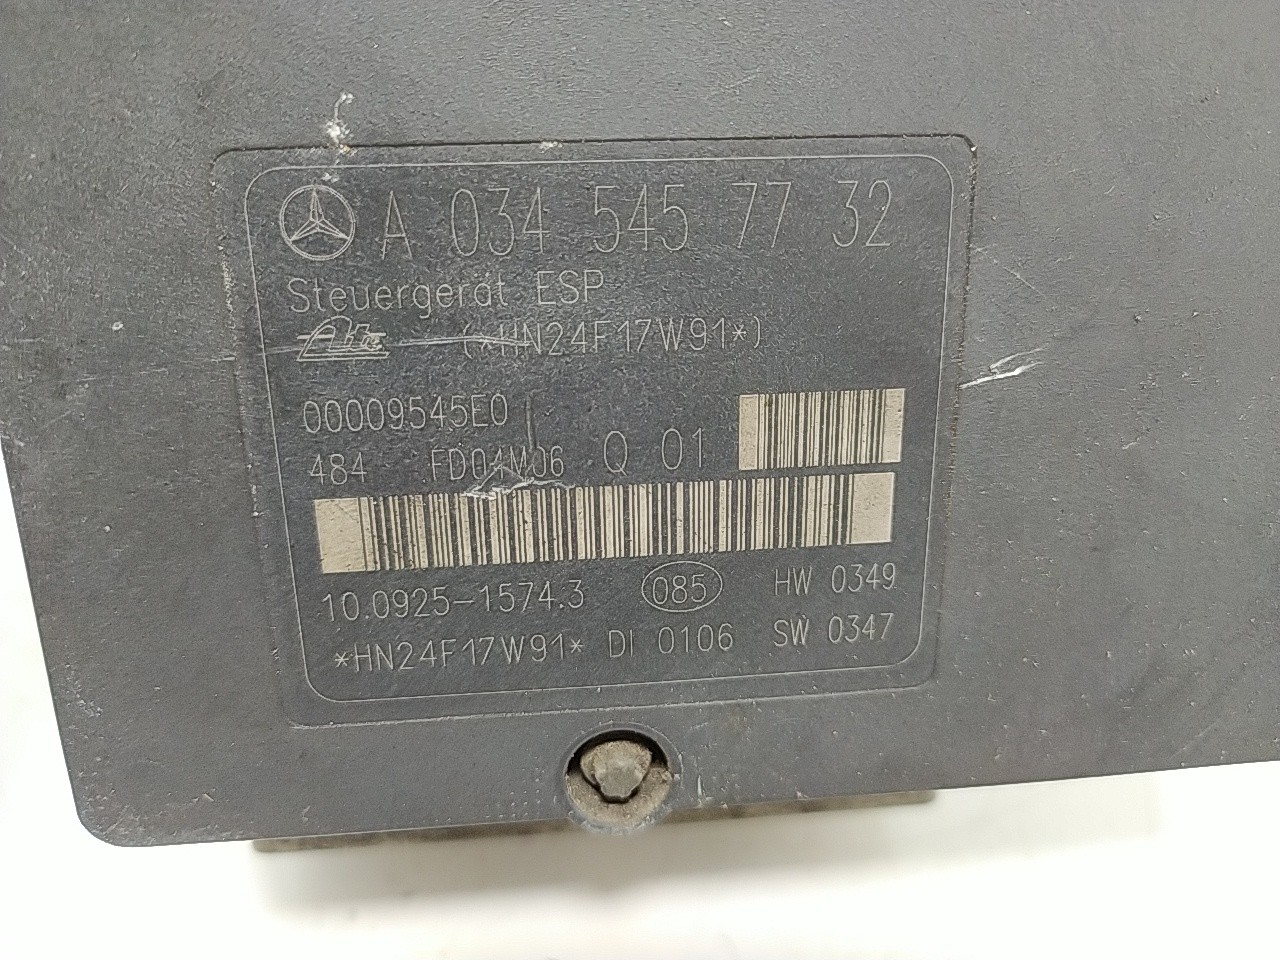 A 034 545 77 32
Steuergerät ESP
Ate (*HN24F17W91*)
00009545E0
484 FD04M06 Q 01
10.0925-1574.3 085 HW 0349
*HN24F17W91* DI 0106 SW 0347